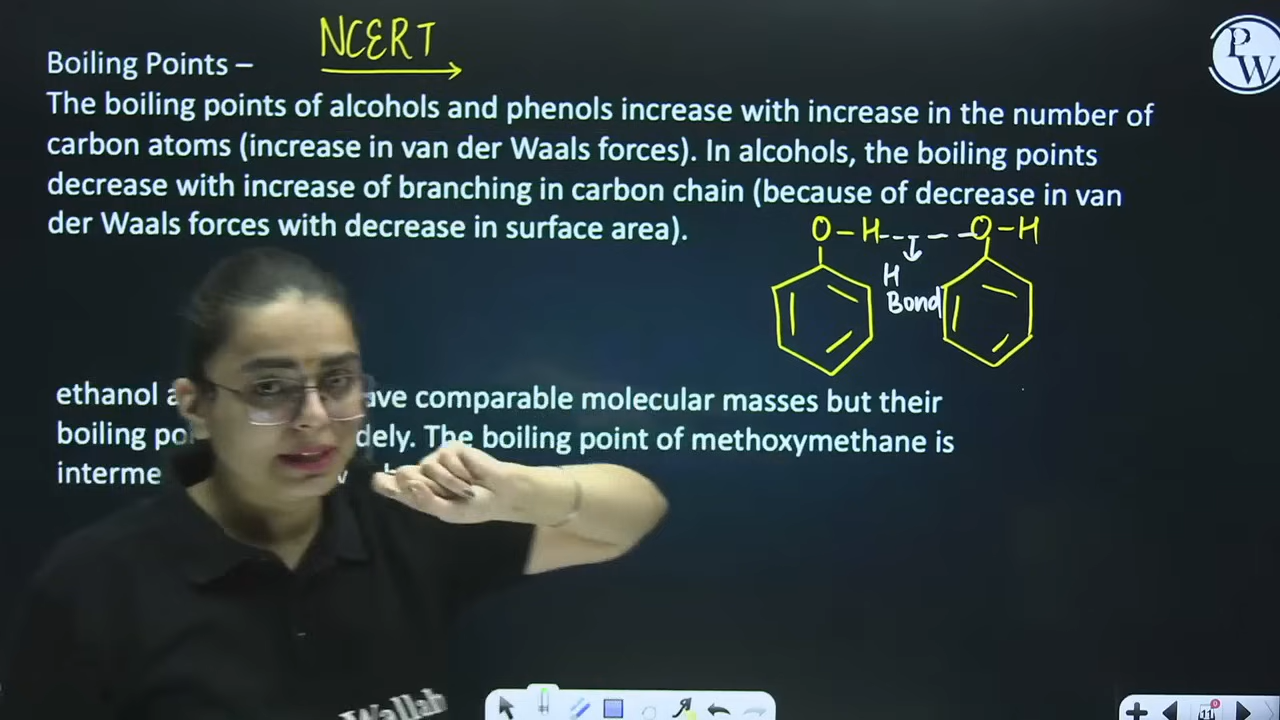 NCERT
Boiling Points –
The boiling points of alcohols and phenols increase with increase in the number of
carbon atoms (increase in van der Waals forces). In alcohols, the boiling points
decrease with increase of branching in carbon chain (because of decrease in van
der Waals forces with decrease in surface area).
O-H---- O-H
H
Bond
ethanol ave comparable molecular masses but their
boiling po dely. The boiling point of methoxymethane is
interme
PW
Wallah
11